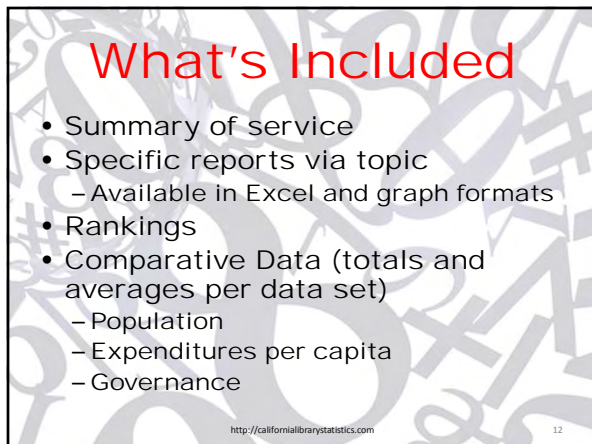 What's Included
• Summary of service
• Specific reports via topic
– Available in Excel and graph formats
• Rankings
• Comparative Data (totals and
averages per data set)
– Population
– Expenditures per capita
– Governance
http://californialibrarystatistics.com
12